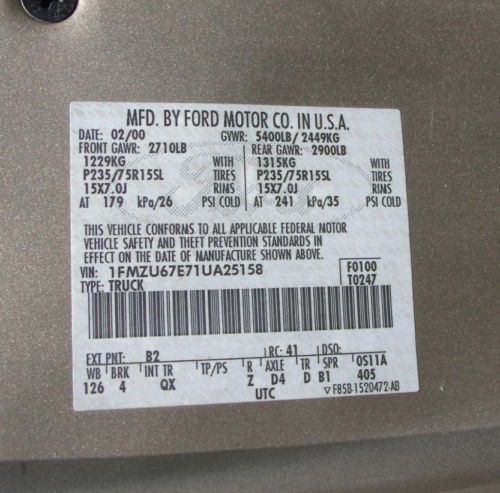 MFD. BY FORD MOTOR CO. IN U.S.A.
DATE: 02/00 GVWR: 5400LB/ 2449KG
FRONT GAWR: 2710LB REAR GAWR: 2900LB
1229KG WITH 1315KG WITH
P235/75R15SL TIRES P235/75R15SL TIRES
15X7.0J RIMS 15X7.0J RIMS
AT 179 kPa/26 PSI COLD AT 241 kPa/35 PSI COLD
THIS VEHICLE CONFORMS TO ALL APPLICABLE FEDERAL MOTOR
VEHICLE SAFETY AND THEFT PREVENTION STANDARDS IN
EFFECT ON THE DATE OF MANUFACTURE SHOWN ABOVE.
VIN: 1FMZU67E71UA25158 F0100
TYPE: TRUCK T0247
EXT PNT: B2 RC: 41 DSO:
WB BRK INT TR TP/PS R AXLE TR SPR 0S11A
126 4 QX Z D4 D B1 405
UTC F85B-1520472-AB